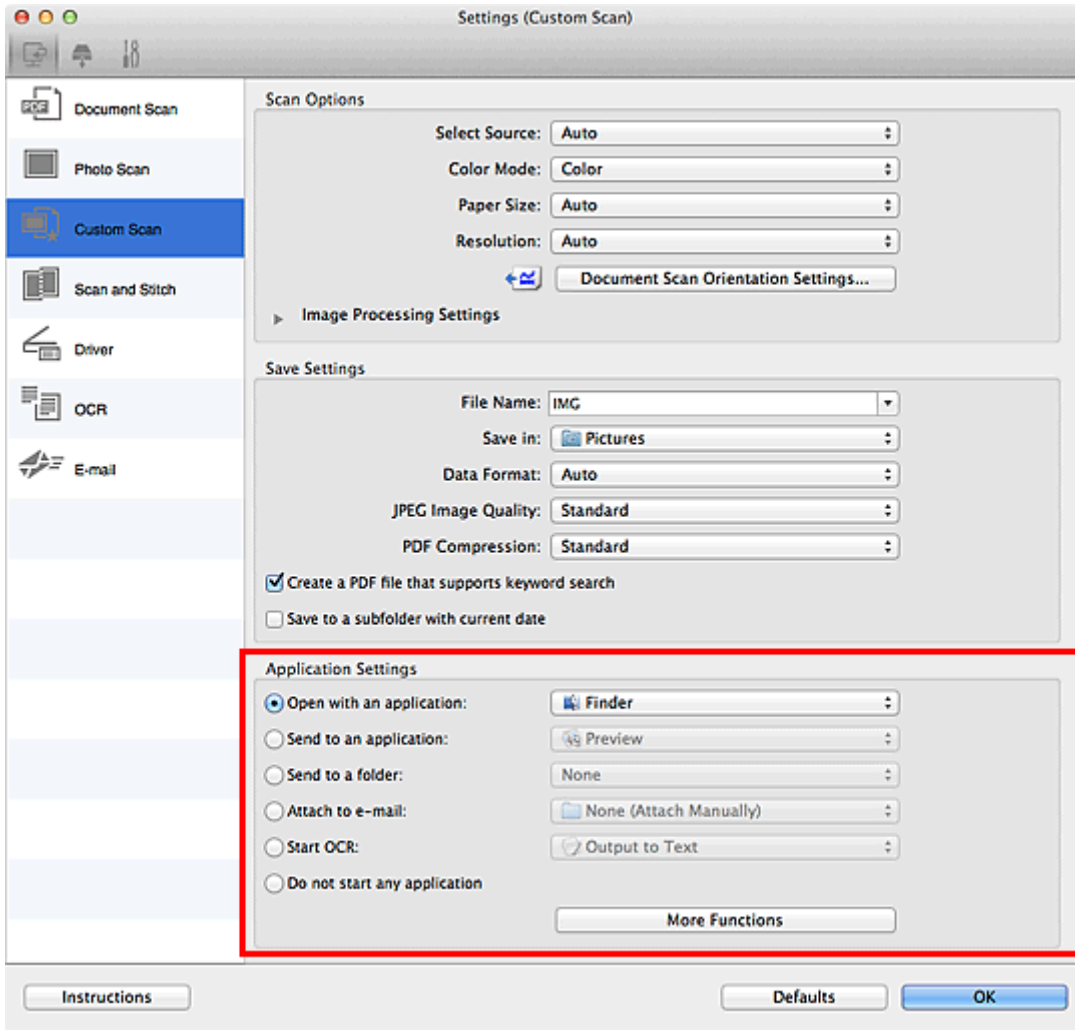 Settings (Custom Scan)
Document Scan
Photo Scan
Custom Scan
Scan and Stitch
Driver
OCR
E-mail
Scan Options
Select Source: Auto
Color Mode: Color
Paper Size: Auto
Resolution: Auto
Document Scan Orientation Settings...
Image Processing Settings
Save Settings
File Name: IMG
Save in: Pictures
Data Format: Auto
JPEG Image Quality: Standard
PDF Compression: Standard
Create a PDF file that supports keyword search
Save to a subfolder with current date
Application Settings
Open with an application: Finder
Send to an application: Preview
Send to a folder: None
Attach to e-mail: None (Attach Manually)
Start OCR: Output to Text
Do not start any application
More Functions
Instructions
Defaults
OK